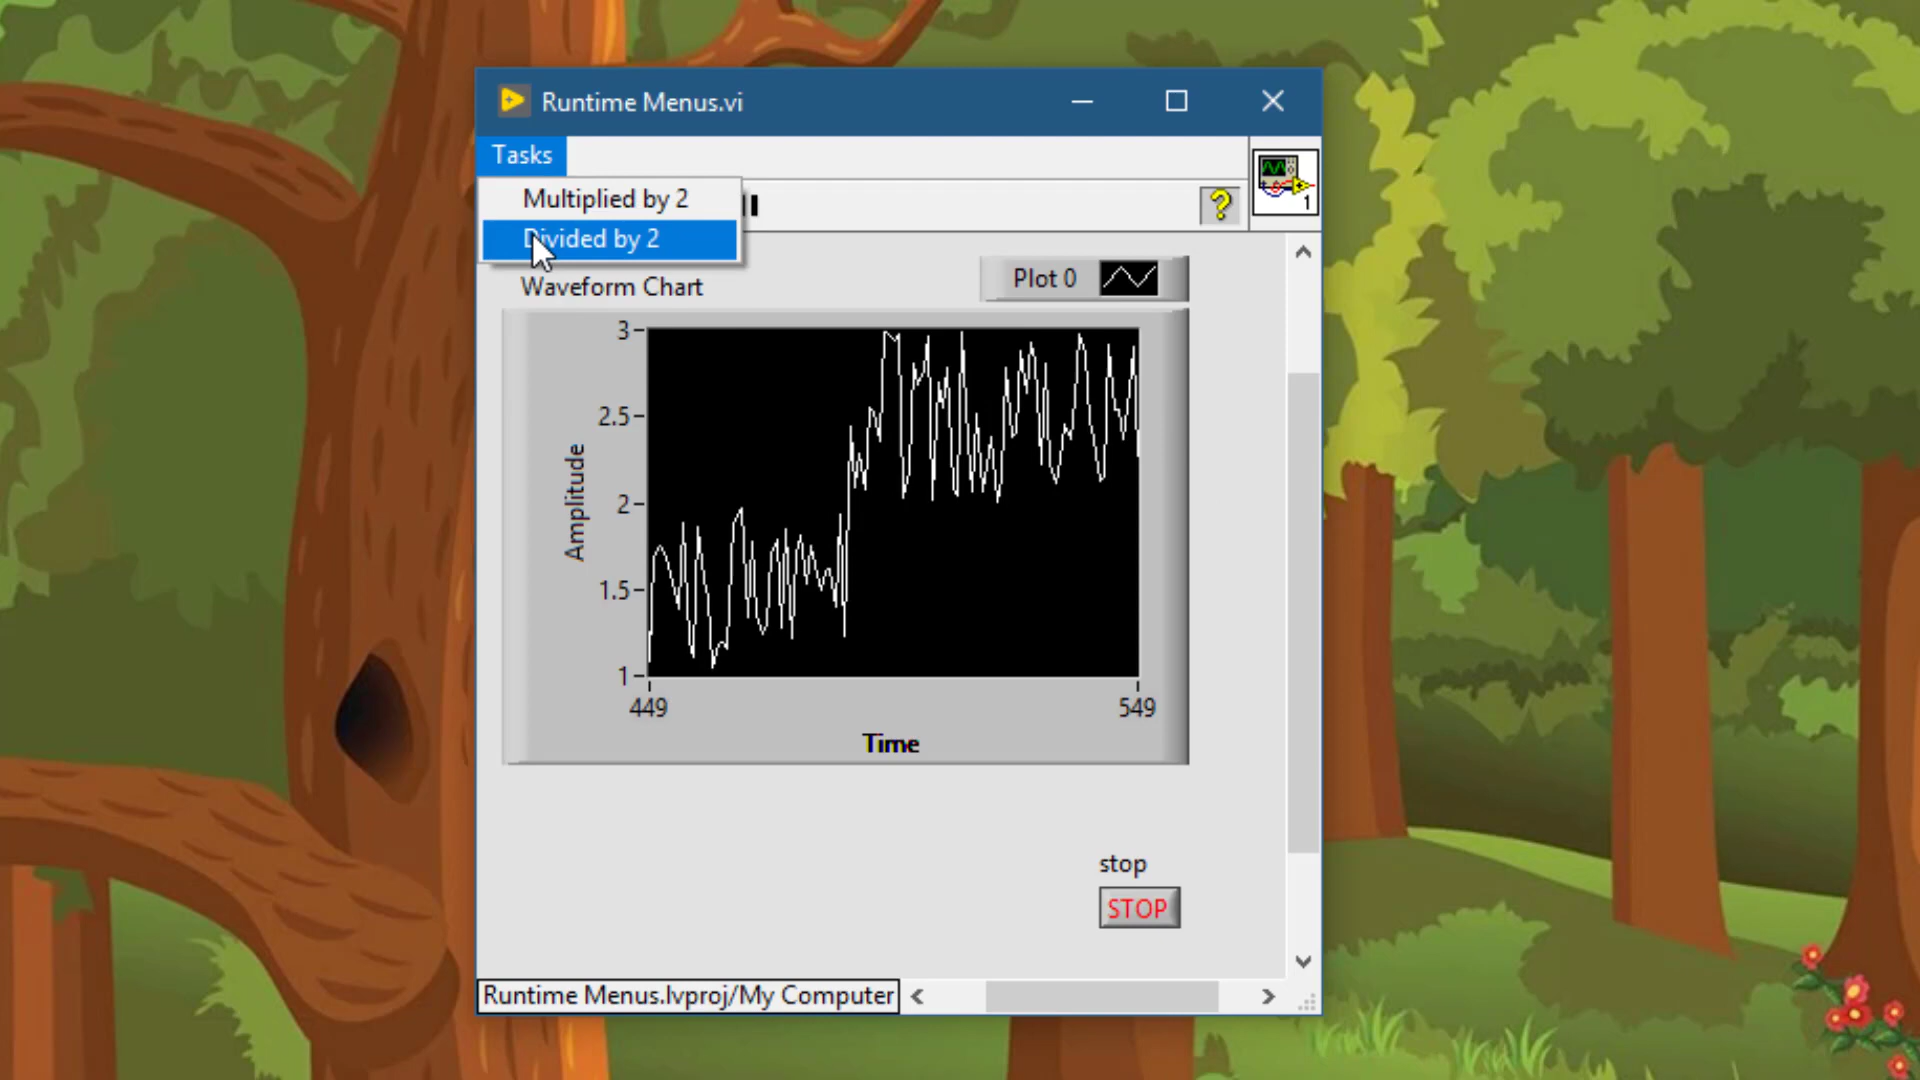 Runtime Menus.vi
Tasks
Multiplied by 2
Divided by 2
?
1
Waveform Chart
Plot 0
3
2.5
2
1.5
1
Amplitude
449
549
Time
stop
STOP
Runtime Menus.lvproj/My Computer